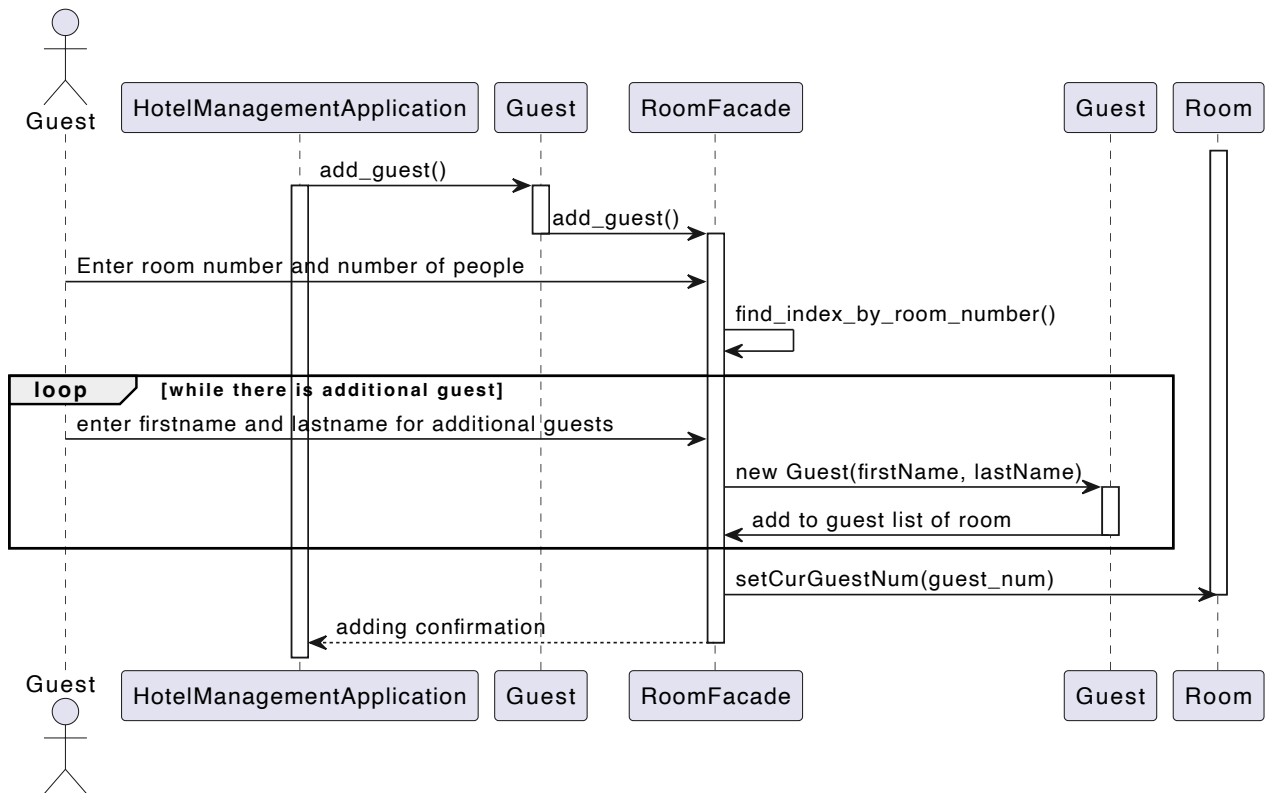 Guest
HotelManagementApplication
Guest
RoomFacade
Guest
Room
add_guest()
add_guest()
Enter room number and number of people
find_index_by_room_number()
loop
[while there is additional guest]
enter firstname and lastname for additional guests
new Guest(firstName, lastName)
add to guest list of room
setCurGuestNum(guest_num)
adding confirmation
Guest
HotelManagementApplication
Guest
RoomFacade
Guest
Room